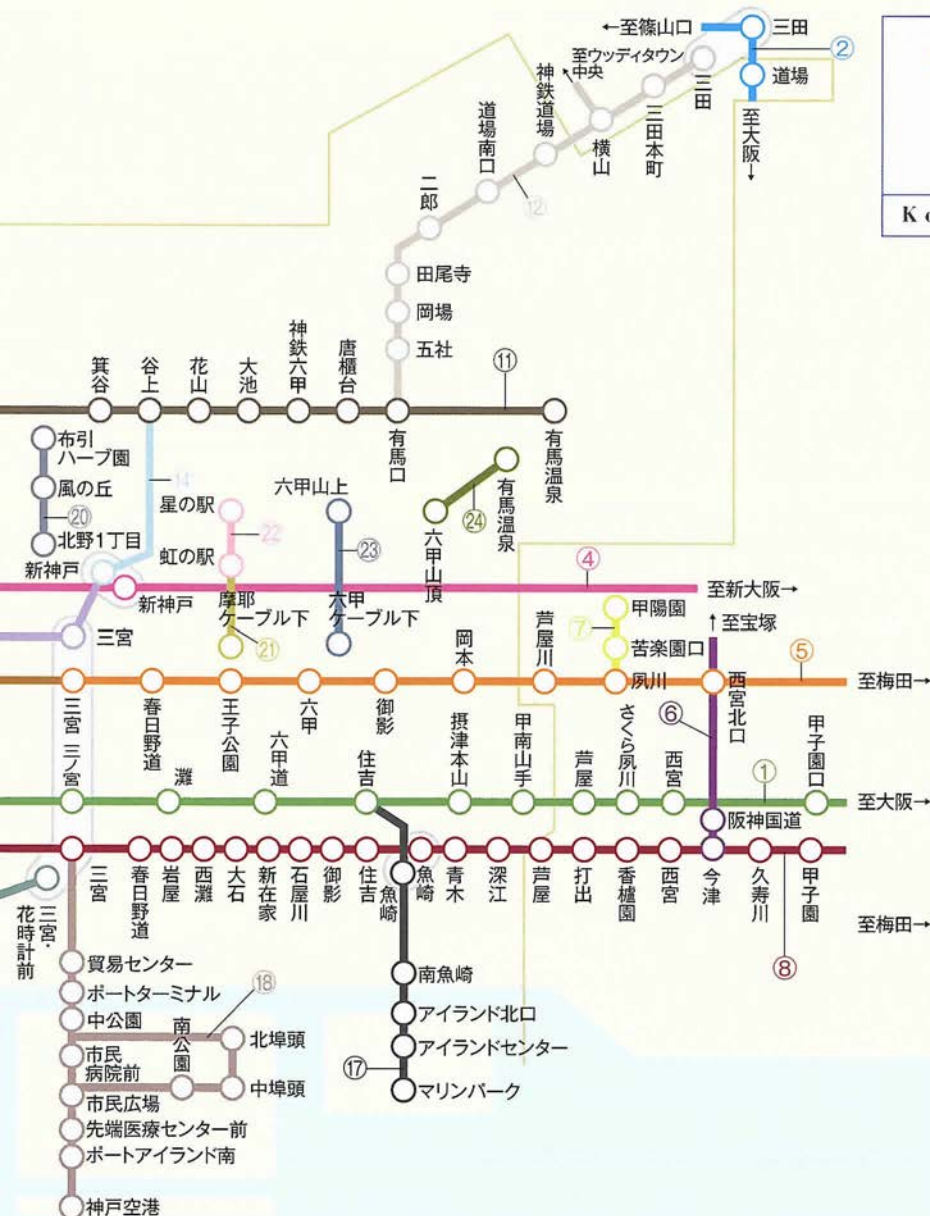 ←至篠山口
三田
②
道場
至大阪↓
至ウッディタウン
中央
三田
三田本町
横山
神鉄道場
道場南口
⑫
二郎
田尾寺
岡場
五社
K o
箕谷
谷上
花山
大池
神鉄六甲
唐櫃台
⑪
有馬口
有馬温泉
布引
ハーブ園
風の丘
⑳
北野1丁目
14
星の駅
㉒
虹の駅
六甲山上
㉓
有馬温泉
㉔
六甲山頂
新神戸
④
至新大阪→
新神戸
摩耶
ケーブル下
㉑
六甲
ケーブル下
三宮
甲陽園
⑦
苦楽園口
↑至宝塚
三宮
春日野道
王子公園
六甲
御影
岡本
芦屋川
夙川
西宮北口
⑤
至梅田→
⑥
三ノ宮
灘
六甲道
住吉
摂津本山
甲南山手
芦屋
さくら夙川
西宮
①
甲子園口
至大阪→
阪神国道
三宮
春日野道
岩屋
西灘
大石
新在家
石屋川
御影
住吉
魚崎
魚崎
青木
深江
芦屋
打出
香櫨園
西宮
今津
久寿川
甲子園
至梅田→
⑧
三宮・
花時計前
貿易センター
ポートターミナル
中公園
南公園
⑱
北埠頭
市民
病院前
中埠頭
市民広場
先端医療センター前
ポートアイランド南
神戸空港
南魚崎
アイランド北口
アイランドセンター
⑰
マリンパーク